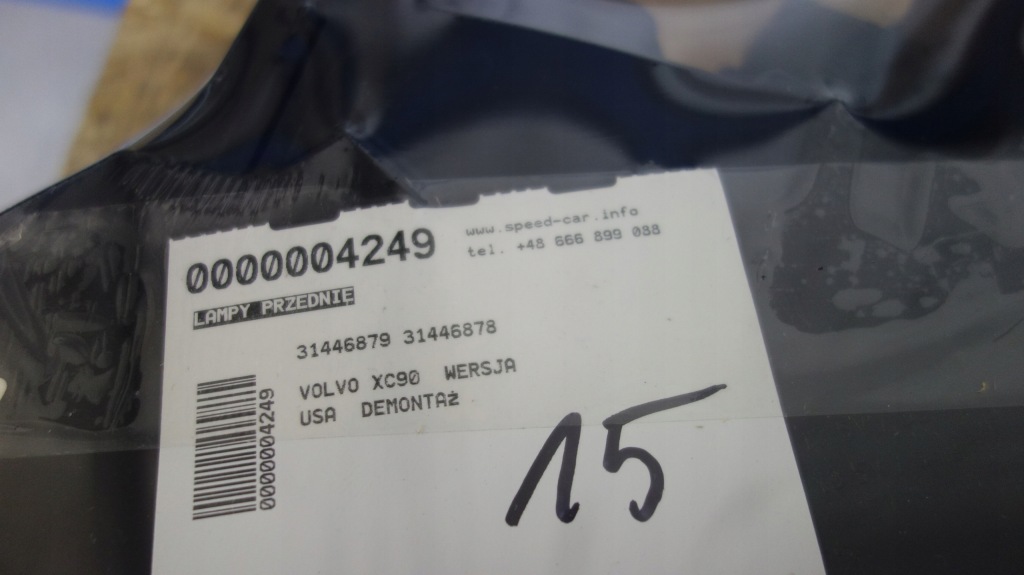 0000004249
www.speed-car.info
tel. +48 666 899 088
LAMPY PRZEDNIE
31446879 31446878
VOLVO XC90 WERSJA
USA DEMONTAż
0000004249
15